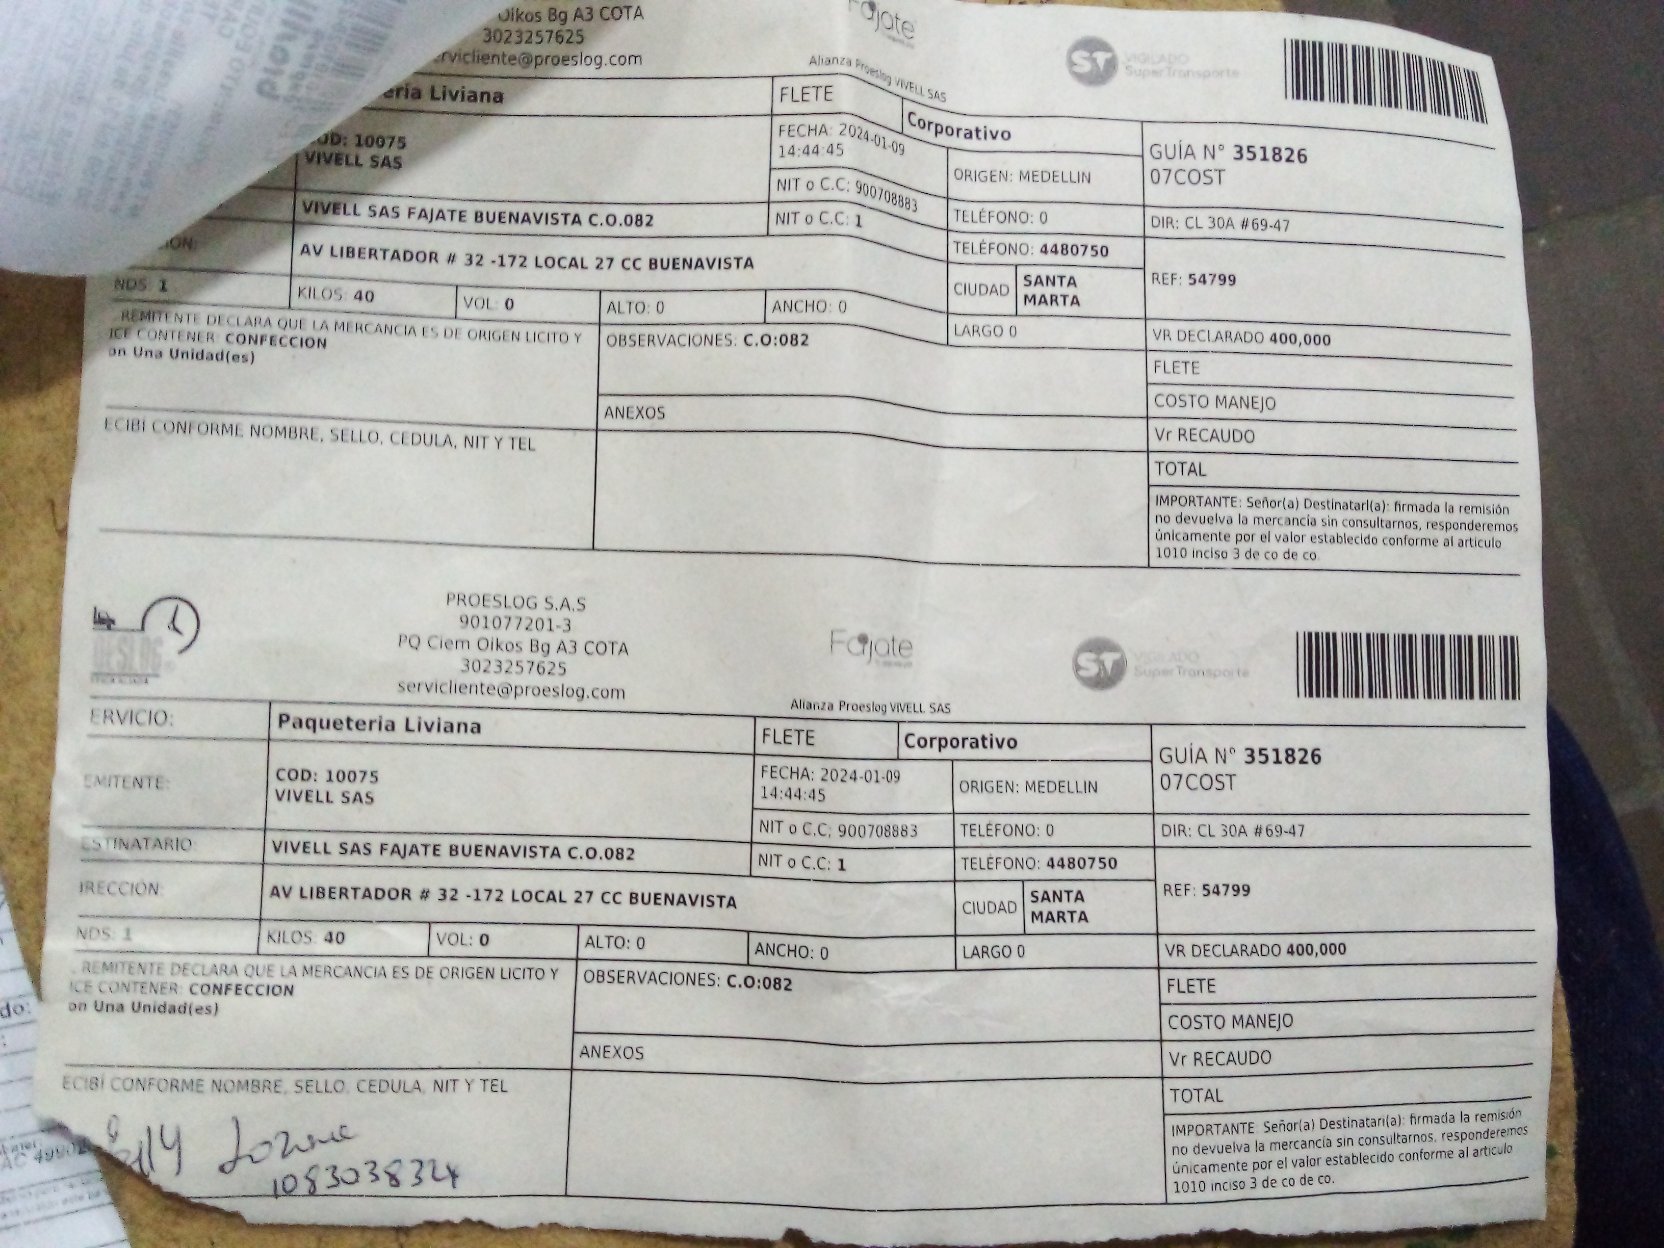 Oikos Bg A3 COTA
3023257625
servicliente@proeslog.com
Fajate
Alianza Proeslog VIVELL SAS
ST VIGILADO
SuperTransporte
ería Liviana
FLETE
Corporativo
COD: 10075
VIVELL SAS
FECHA: 2024-01-09
14:44:45
ORIGEN: MEDELLIN
GUÍA N° 351826
07COST
NIT o C.C: 900708883
TELÉFONO: 0
DIR: CL 30A #69-47
VIVELL SAS FAJATE BUENAVISTA C.O.082
NIT o C.C: 1
TELÉFONO: 4480750
ION:
AV LIBERTADOR # 32 -172 LOCAL 27 CC BUENAVISTA
CIUDAD
SANTA
MARTA
REF: 54799
NDS: 1
KILOS: 40
VOL: 0
ALTO: 0
ANCHO: 0
LARGO 0
VR DECLARADO 400,000
REMITENTE DECLARA QUE LA MERCANCIA ES DE ORIGEN LICITO Y
ICE CONTENER: CONFECCION
on Una Unidad(es)
OBSERVACIONES: C.O:082
FLETE
COSTO MANEJO
ANEXOS
Vr RECAUDO
ECIBÍ CONFORME NOMBRE, SELLO, CEDULA, NIT Y TEL
TOTAL
IMPORTANTE: Señor(a) Destinatari(a): firmada la remisión
no devuelva la mercancía sin consultarnos, responderemos
únicamente por el valor establecido conforme al articulo
1010 inciso 3 de co de co.
PROESLOG S.A.S
901077201-3
PQ Ciem Oikos Bg A3 COTA
3023257625
servicliente@proeslog.com
OESLOG
Fajate
Alianza Proeslog VIVELL SAS
ST VIGILADO
SuperTransporte
ERVICIO:
Paqueteria Liviana
FLETE
Corporativo
EMITENTE:
COD: 10075
VIVELL SAS
FECHA: 2024-01-09
14:44:45
ORIGEN: MEDELLIN
GUÍA N° 351826
07COST
NIT o C.C; 900708883
TELÉFONO: 0
DIR: CL 30A #69-47
ESTINATARIO
VIVELL SAS FAJATE BUENAVISTA C.O.082
NIT o C.C: 1
TELÉFONO: 4480750
IRECCIÓN:
AV LIBERTADOR # 32 -172 LOCAL 27 CC BUENAVISTA
CIUDAD
SANTA
MARTA
REF: 54799
NDS: 1
KILOS: 40
VOL: 0
ALTO: 0
ANCHO: 0
LARGO 0
VR DECLARADO 400,000
REMITENTE DECLARA QUE LA MERCANCIA ES DE ORIGEN LICITO Y
ICE CONTENER: CONFECCION
on Una Unidad(es)
OBSERVACIONES: C.O:082
FLETE
COSTO MANEJO
ANEXOS
Vr RECAUDO
ECIBÍ CONFORME NOMBRE, SELLO, CEDULA, NIT Y TEL
TOTAL
IMPORTANTE: Señor(a) Destinatari(a): firmada la remisión
no devuelva la mercancía sin consultarnos, responderemos
únicamente por el valor establecido conforme al articulo
1010 inciso 3 de co de co.
1083038324